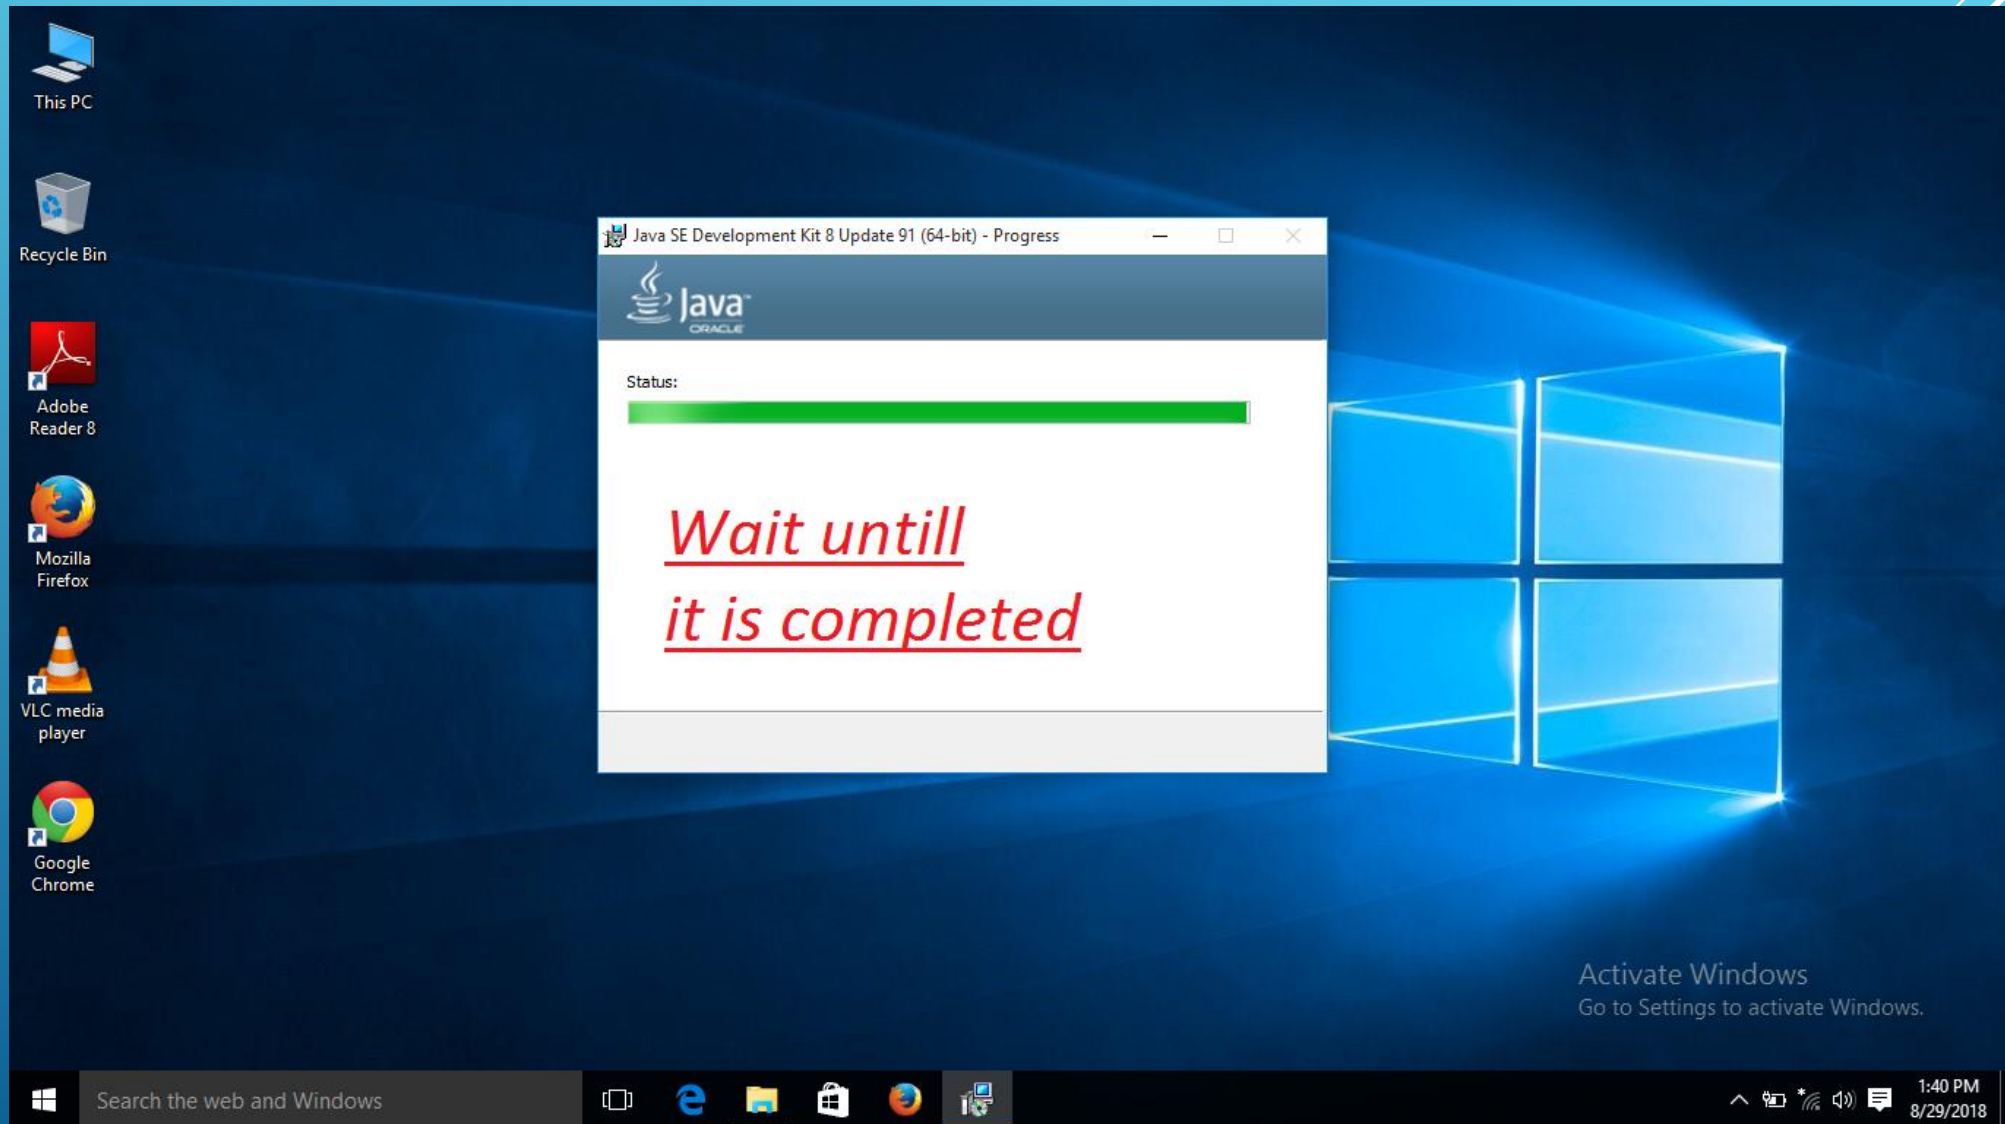 This PC
Recycle Bin
Adobe
Reader 8
Mozilla
Firefox
VLC media
player
Google
Chrome
Java SE Development Kit 8 Update 91 (64-bit) - Progress
Java™
ORACLE
Status:
Wait untill
it is completed
Activate Windows
Go to Settings to activate Windows.
Search the web and Windows
1:40 PM
8/29/2018